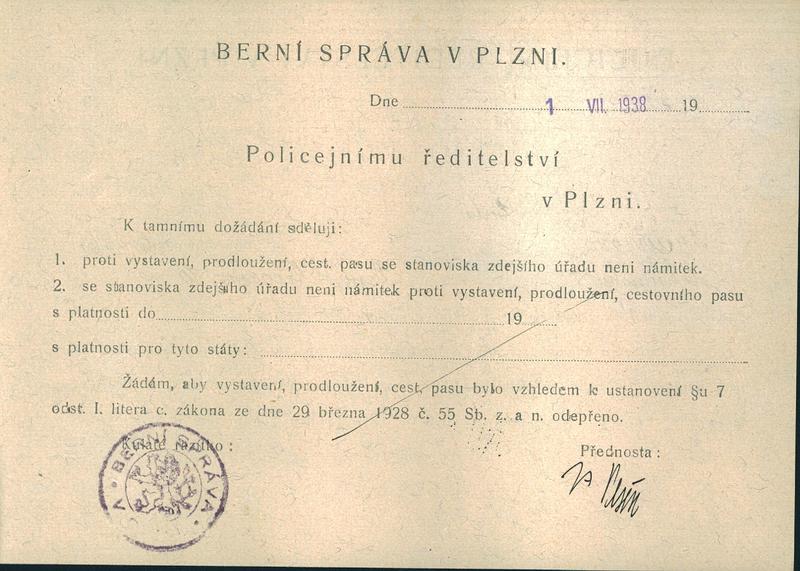 BERNÍ SPRÁVA V PLZNI.
Dne 1 VII. 1938 19
Policejnímu ředitelství
v Plzni.
K tamnímu dožádání sděluji:
1. proti vystavení, prodloužení, cest. pasu se stanoviska zdejšího úřadu neni námitek.
2. se stanoviska zdejšího úřadu neni námitek proti vystavení, prodloužení, cestovního pasu
s platností do 19
s platností pro tyto státy:
Žádám, aby vystavení, prodloužení, cest. pasu bylo vzhledem k ustanovení §u 7
odst. I. litera c. zákona ze dne 29 března 1928 č. 55 Sb. z. a n. odepřeno.
Kulaté razítko:
BERNÍ SPRÁVA
Přednosta: